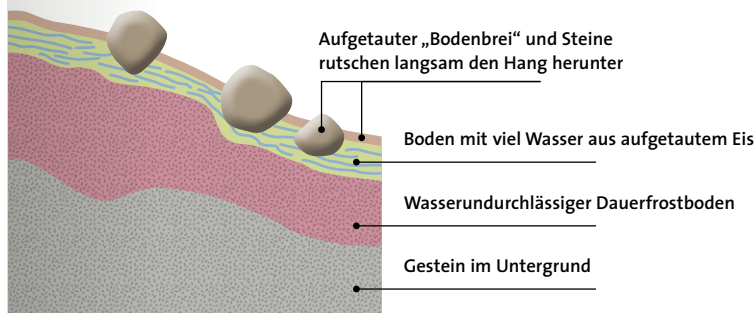 Aufgetauter „Bodenbrei“ und Steine
rutschen langsam den Hang herunter
Boden mit viel Wasser aus aufgetautem Eis
Wasserundurchlässiger Dauerfrostboden
Gestein im Untergrund